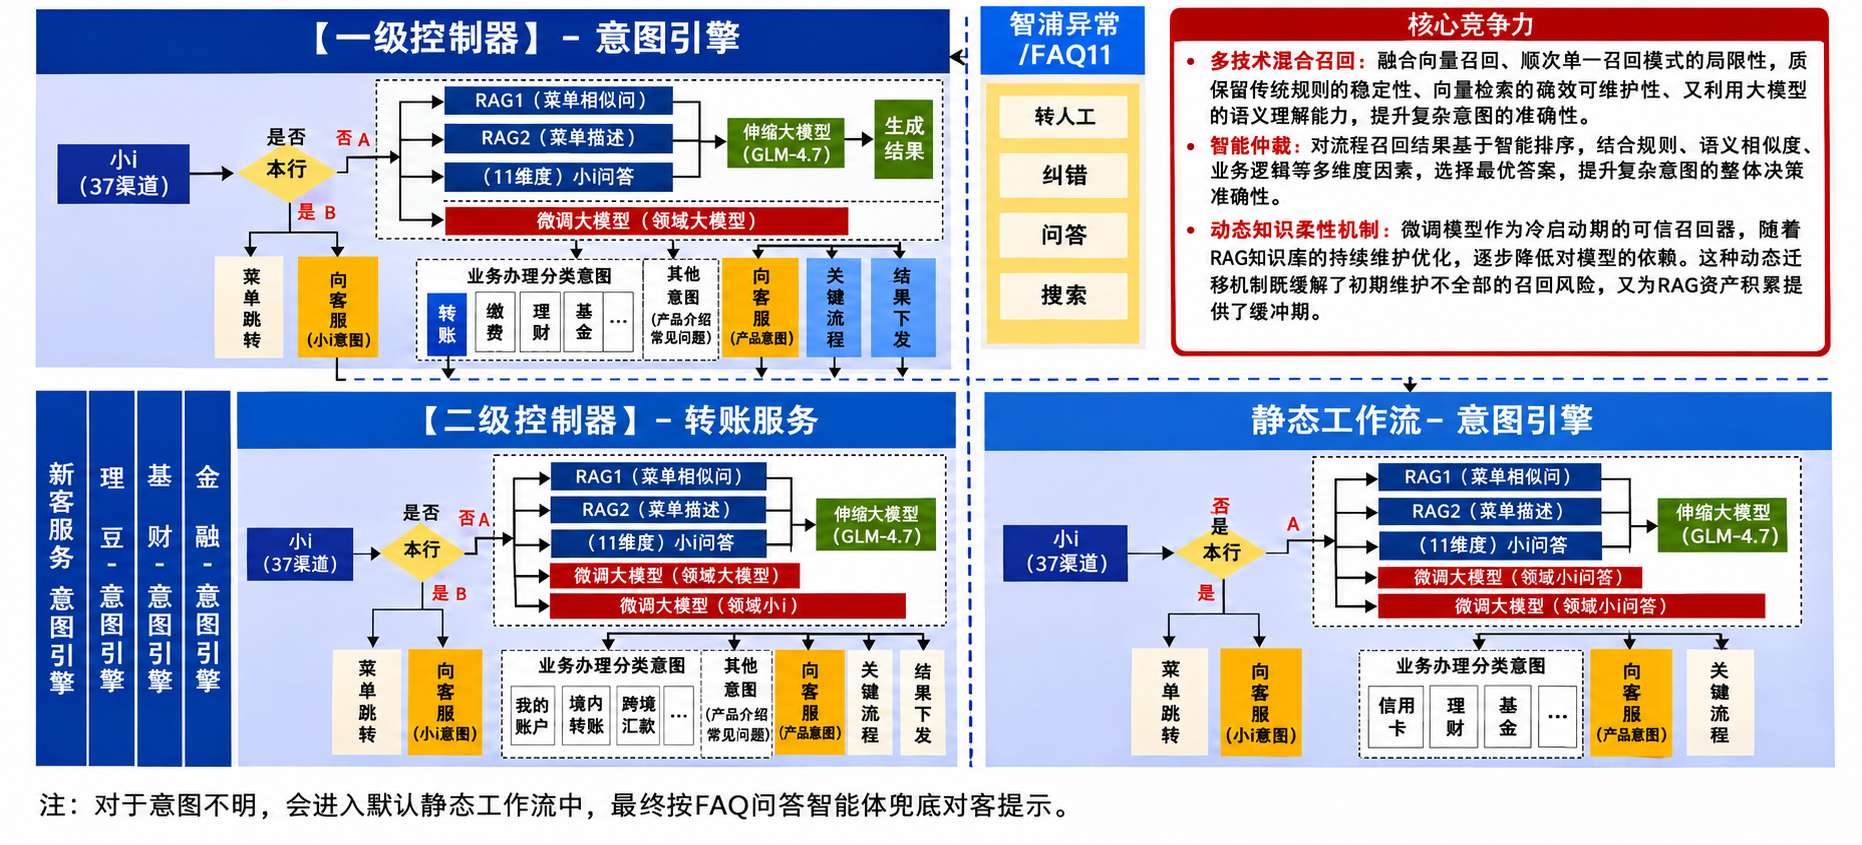 【一级控制器】- 意图引擎
小i
（37渠道）
是否
本行
否 A
是 B
RAG1（菜单相似问）
RAG2（菜单描述）
（11维度）小i问答
微调大模型（领域大模型）
伸缩大模型
（GLM-4.7）
生成
结果
菜单跳转
向客服
（小i意图）
业务办理分类意图
转账
缴费
理财
基金
...
其他
意图
（产品介绍
常见问题）
向客服
（产品意图）
关键流程
结果下发
智浦异常
/FAQ11
转人工
纠错
问答
搜索
核心竞争力
• 多技术混合召回：融合向量召回、顺次单一召回模式的局限性，质
保留传统规则的稳定性、向量检索的确效可维护性、又利用大模型
的语义理解能力，提升复杂意图的准确性。
• 智能仲裁：对流程召回结果基于智能排序，结合规则、语义相似度、
业务逻辑等多维度因素，选择最优答案，提升复杂意图的整体决策
准确性。
• 动态知识柔性机制：微调模型作为冷启动期的可信召回器，随着
RAG知识库的持续维护优化，逐步降低对模型的依赖。这种动态迁
移机制既缓解了初期维护不全部的召回风险，又为RAG资产积累提
供了缓冲期。
新客服务 意图引擎
理豆-意图引擎
基财-意图引擎
金融-意图引擎
【二级控制器】- 转账服务
小i
（37渠道）
是否
本行
否 A
是 B
RAG1（菜单相似问）
RAG2（菜单描述）
（11维度）小i问答
微调大模型（领域大模型）
微调大模型（领域小i）
伸缩大模型
（GLM-4.7）
菜单跳转
向客服
（小i意图）
业务办理分类意图
我的
账户
境内
转账
跨境
汇款
...
其他
意图
（产品介绍
常见问题）
向客服
（产品意图）
关键流程
结果下发
静态工作流- 意图引擎
小i
（37渠道）
否
是
本行
A
是
RAG1（菜单相似问）
RAG2（菜单描述）
（11维度）小i问答
微调大模型（领域小i问答）
微调大模型（领域小i问答）
伸缩大模型
（GLM-4.7）
菜单跳转
向客服
（小i意图）
业务办理分类意图
信用
卡
理财
基金
...
向客服
（产品意图）
关键流程
注：对于意图不明，会进入默认静态工作流中，最终按FAQ问答智能体兜底对客提示。